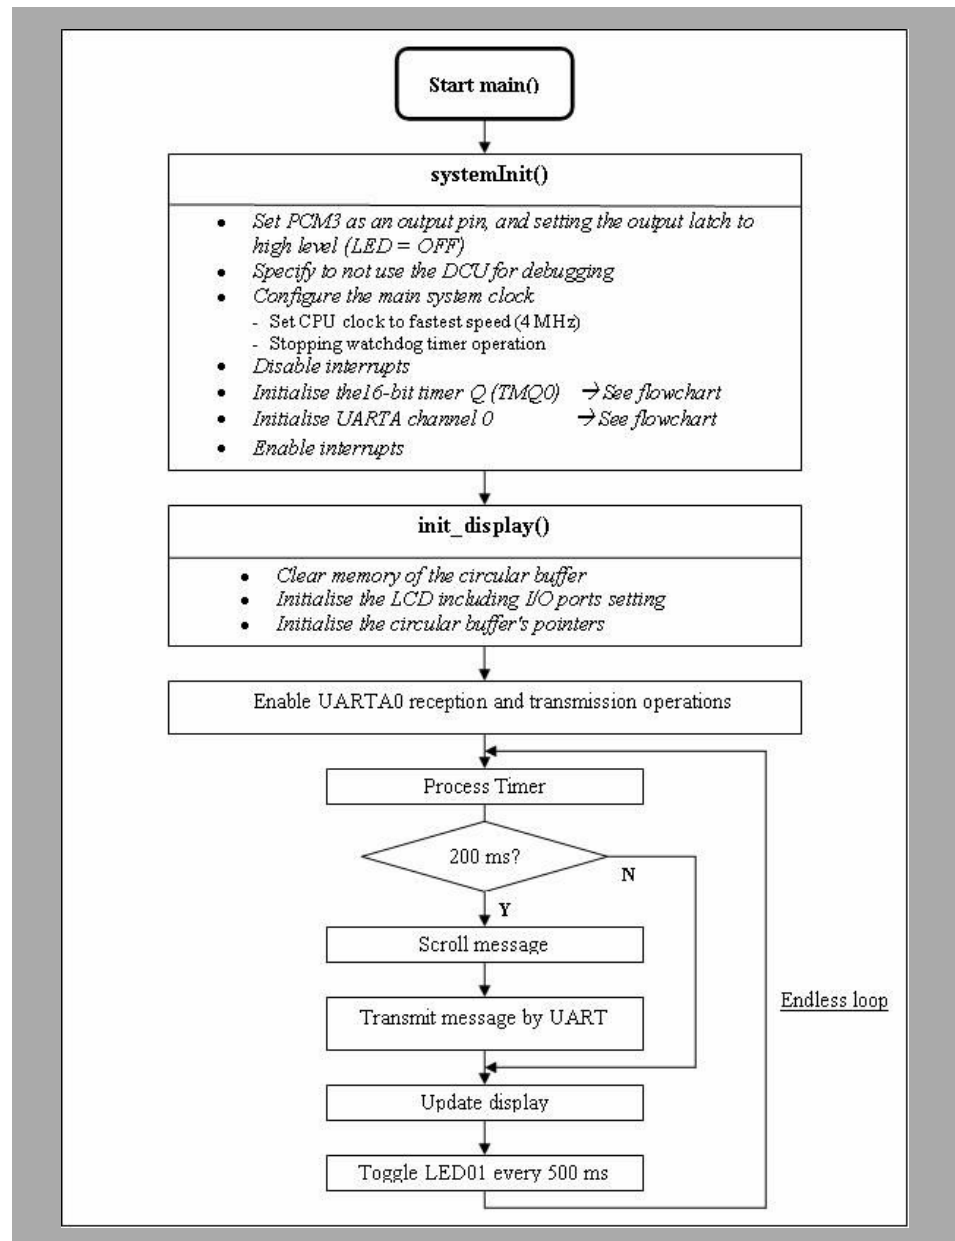 Start main()
systemInit()
• Set PCM3 as an output pin, and setting the output latch to
high level (LED = OFF)
• Specify to not use the DCU for debugging
• Configure the main system clock
- Set CPU clock to fastest speed (4 MHz)
- Stopping watchdog timer operation
• Disable interrupts
• Initialise the16-bit timer Q (TMQ0) → See flowchart
• Initialise UARTA channel 0 → See flowchart
• Enable interrupts
init_display()
• Clear memory of the circular buffer
• Initialise the LCD including I/O ports setting
• Initialise the circular buffer's pointers
Enable UARTA0 reception and transmission operations
Process Timer
200 ms?
N
Y
Scroll message
Endless loop
Transmit message by UART
Update display
Toggle LED01 every 500 ms